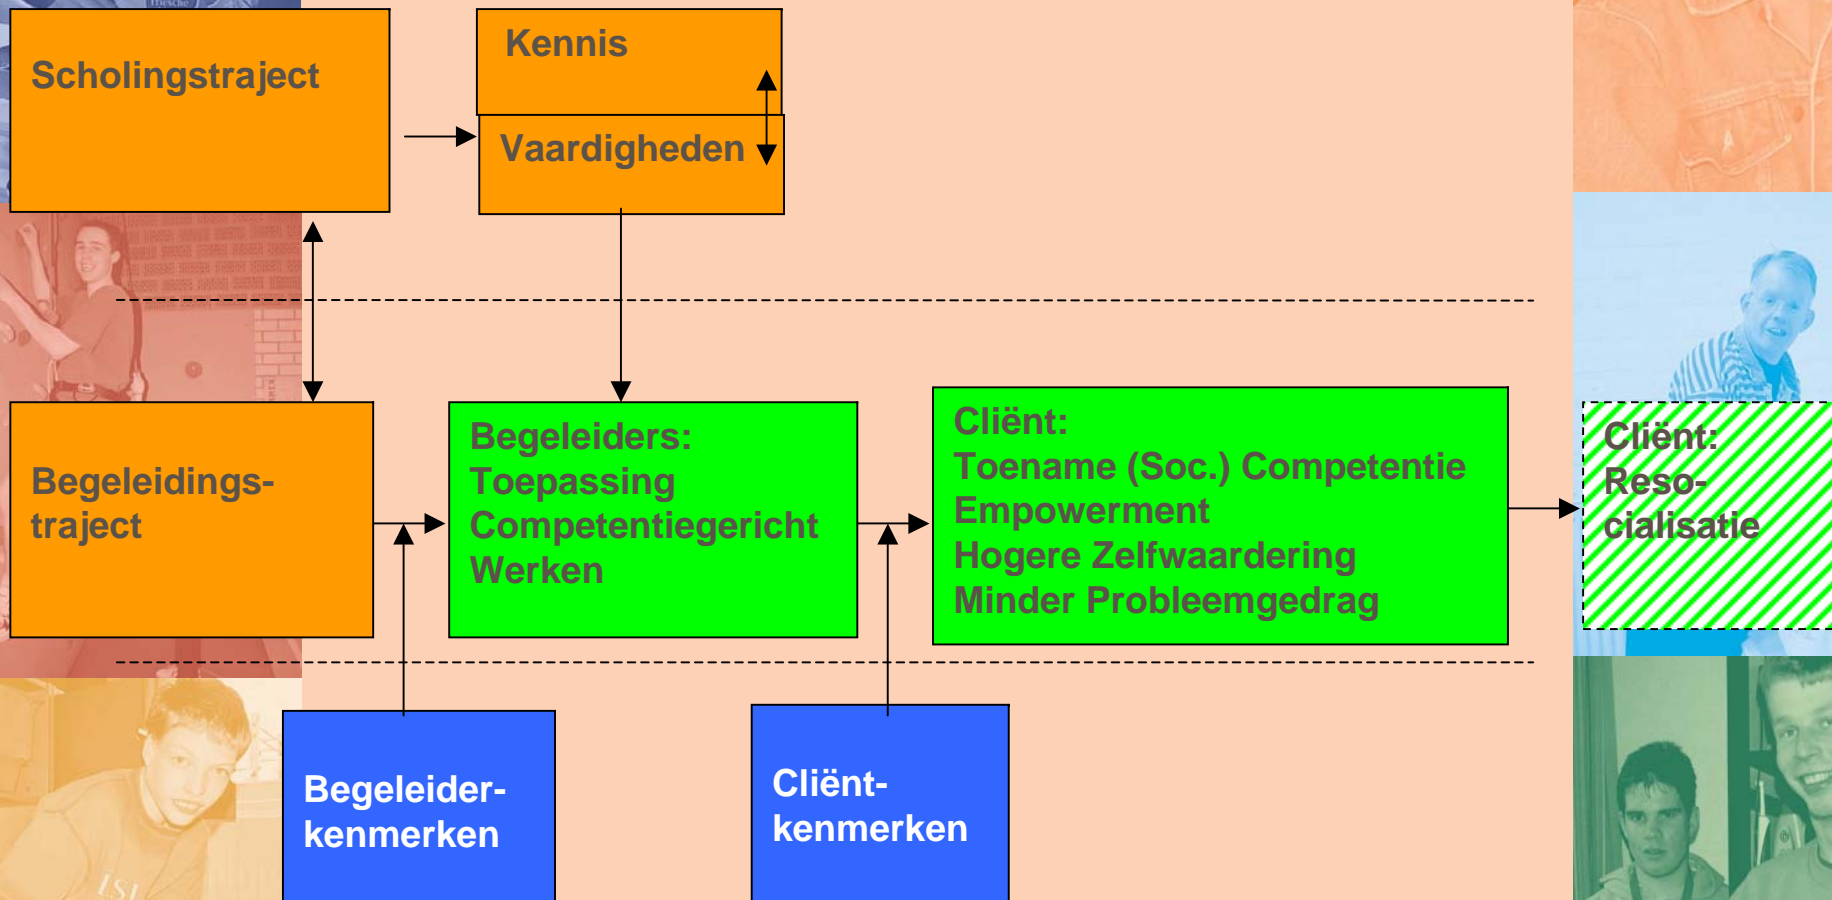 Scholingstraject
Kennis
Vaardigheden
Begeleidings-
traject
Begeleiders:
Toepassing
Competentiegericht
Werken
Cliënt:
Toename (Soc.) Competentie
Empowerment
Hogere Zelfwaardering
Minder Probleemgedrag
Cliënt:
Reso-
cialisatie
Begeleider-
kenmerken
Cliënt-
kenmerken